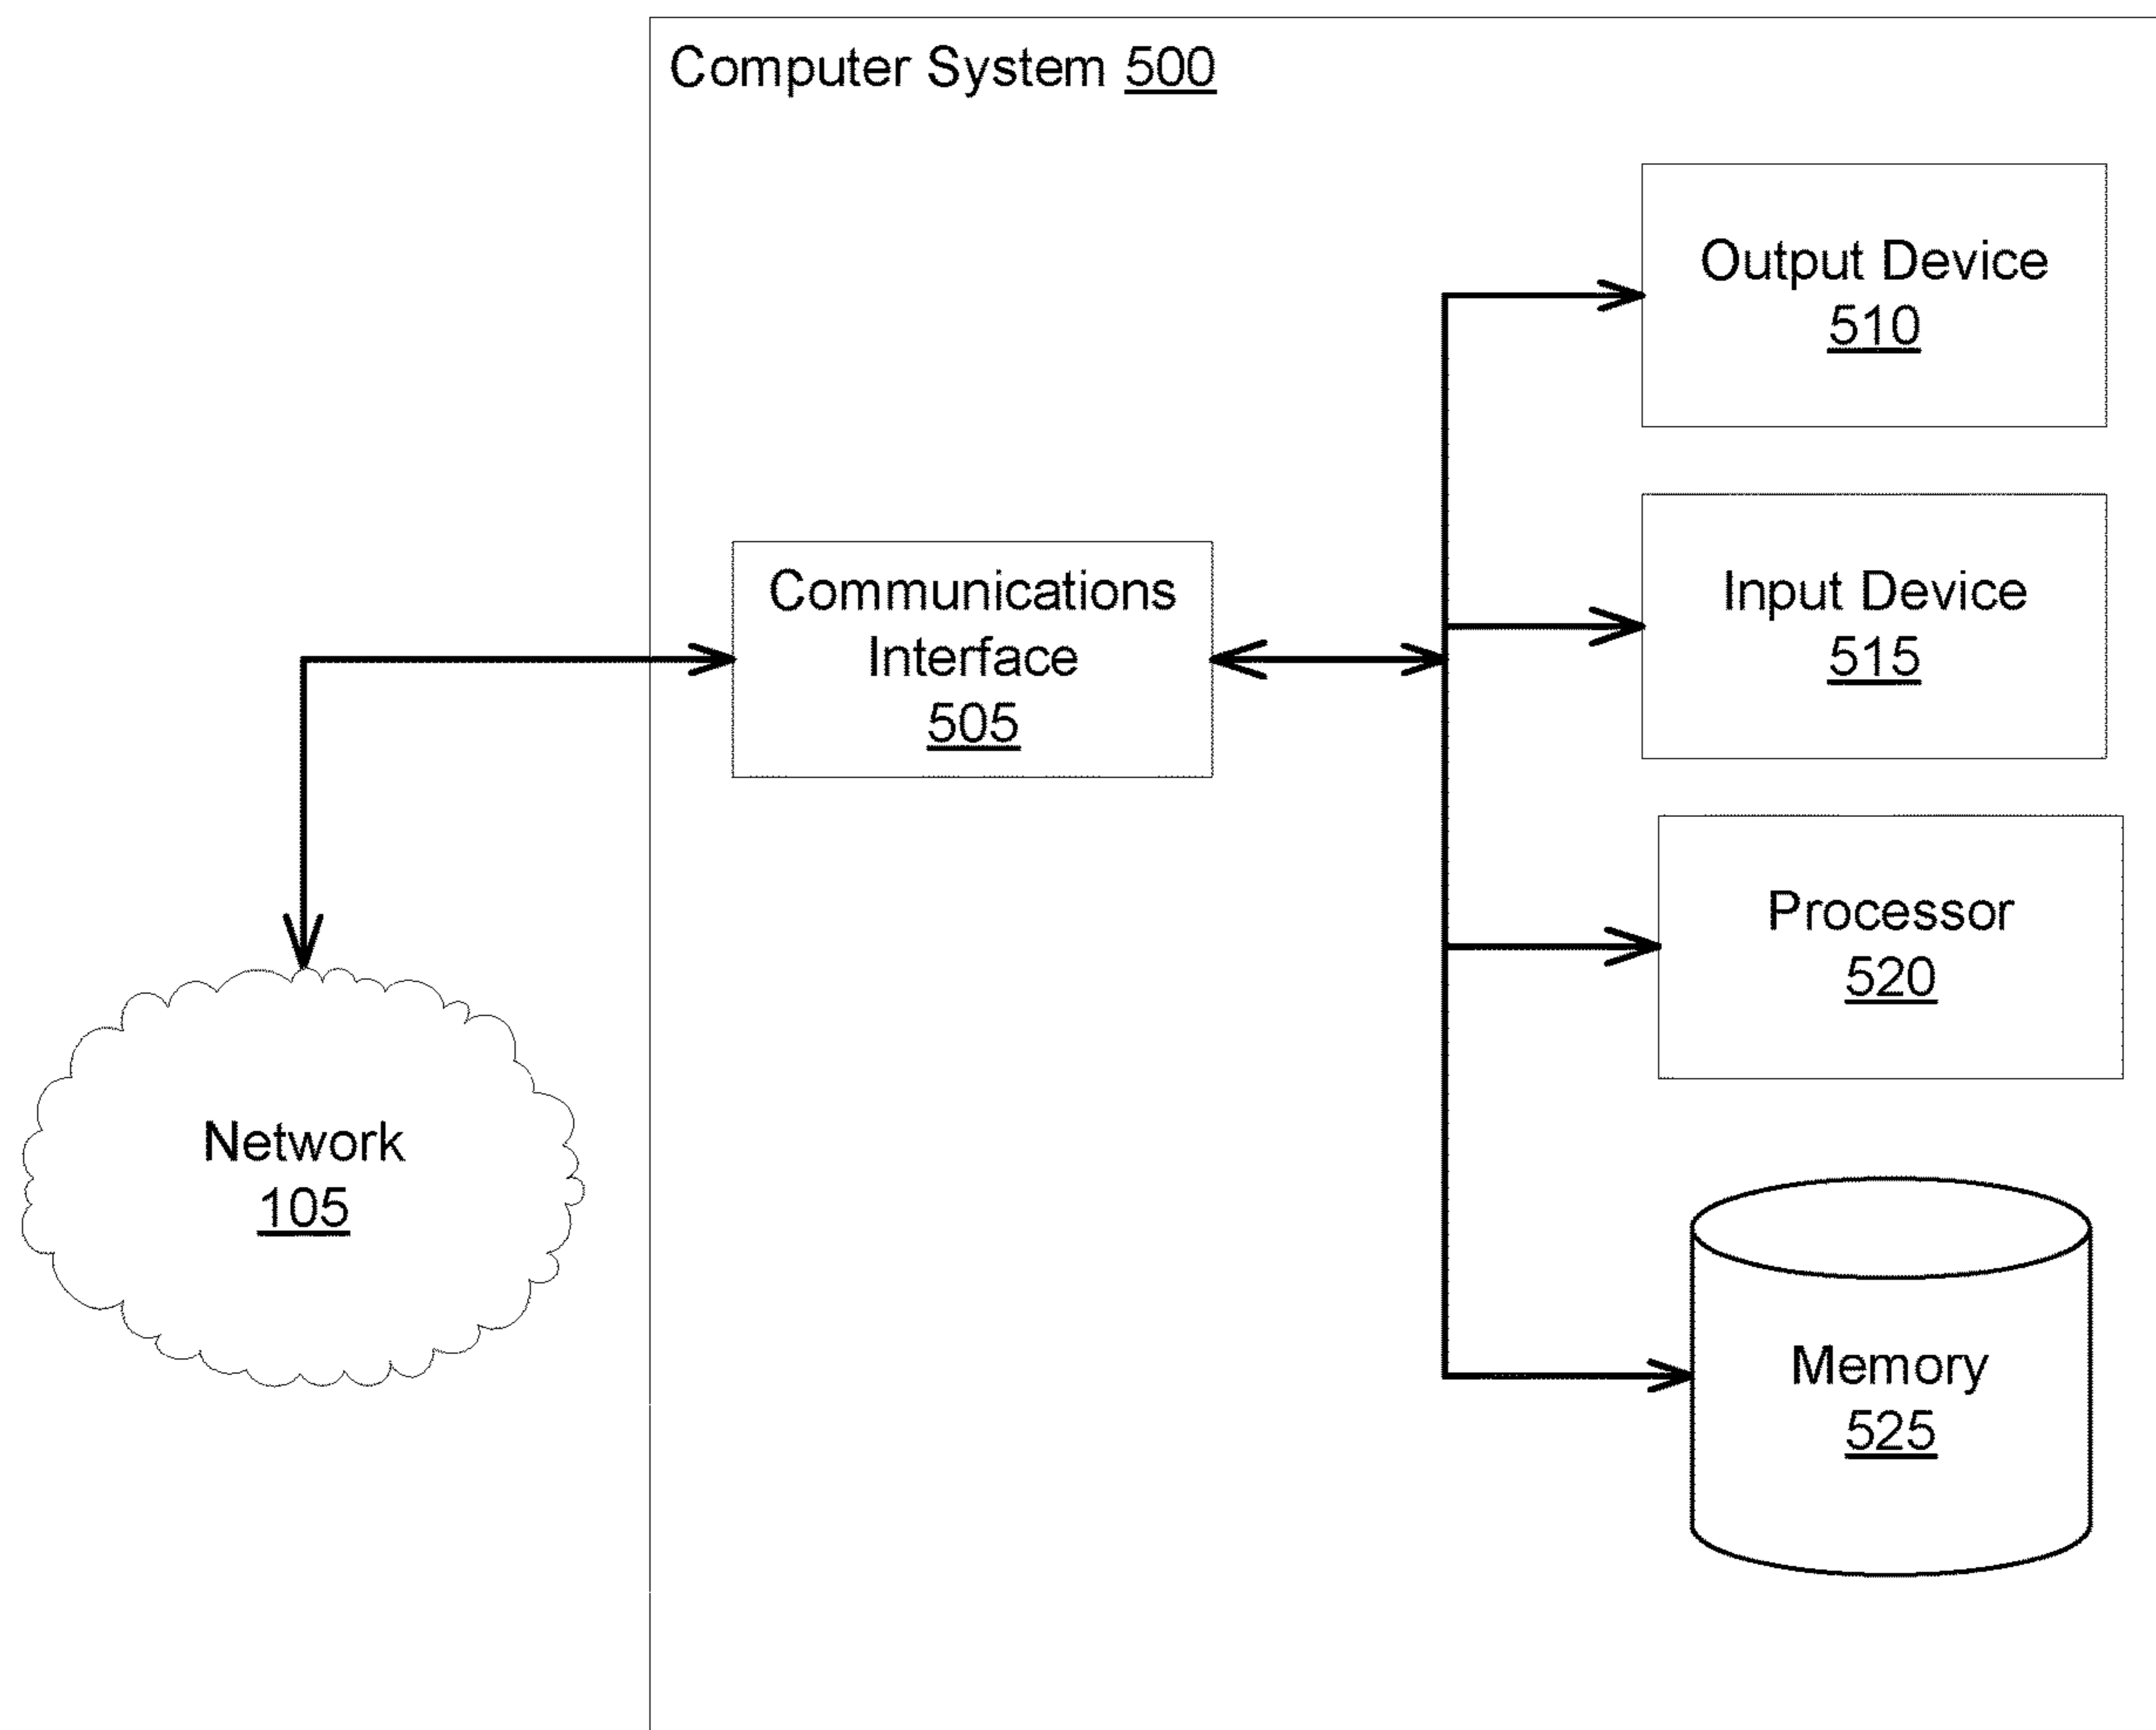 Computer System 500
Output Device
510
Communications
Interface
505
Input Device
515
Processor
520
Network
105
Memory
525